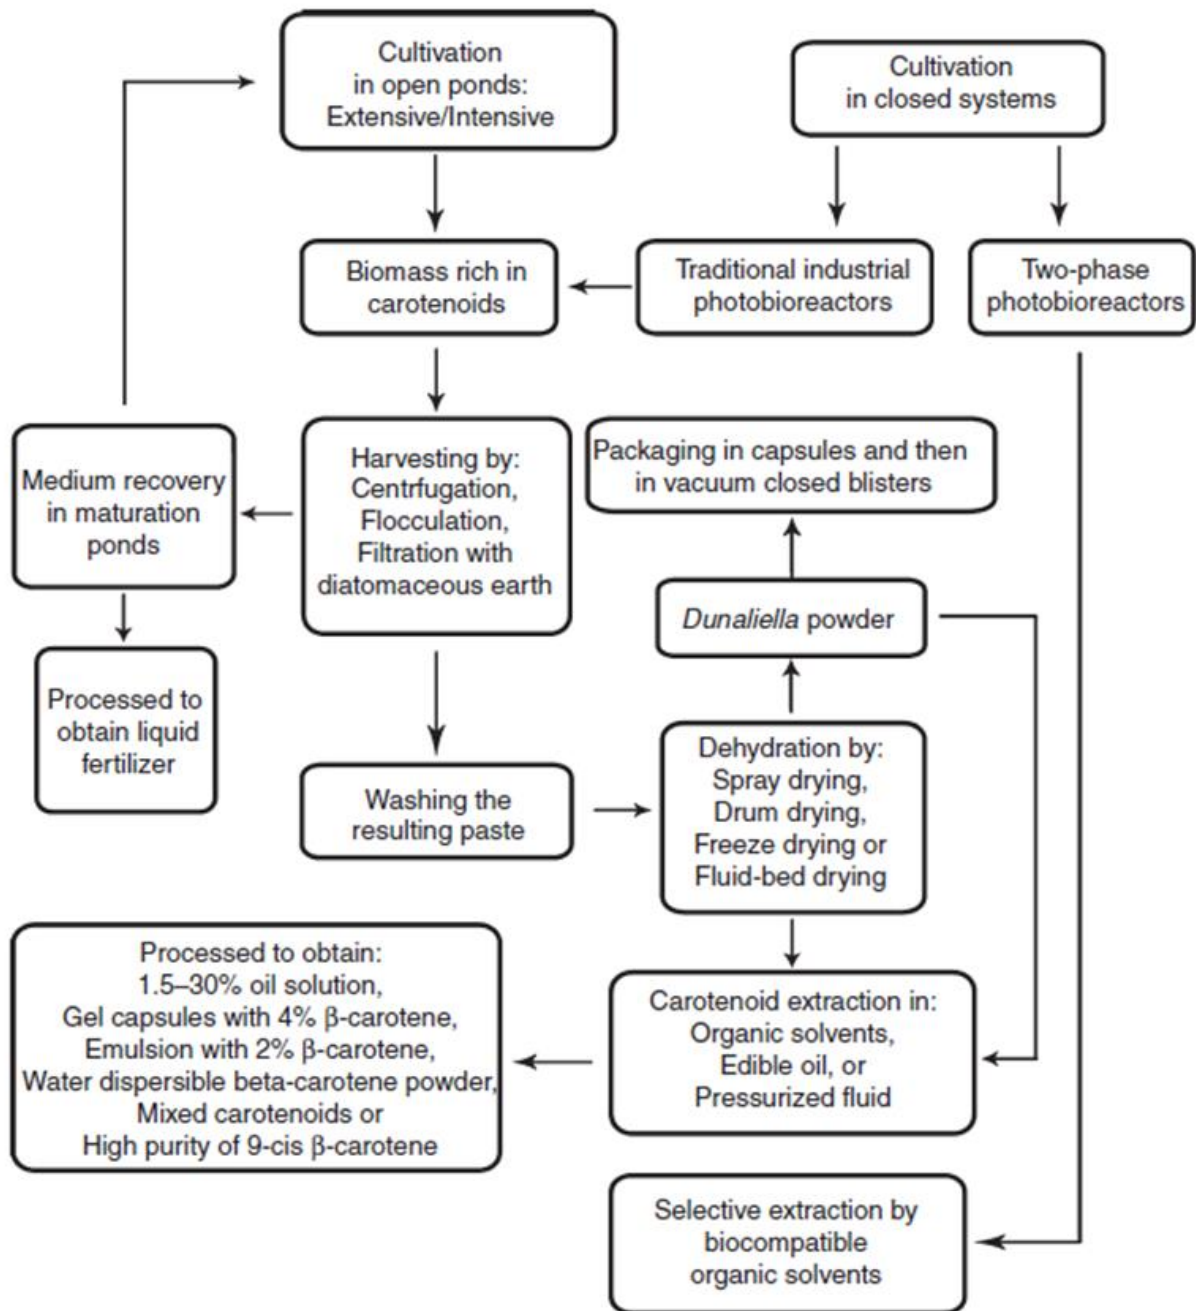 Cultivation
in open ponds:
Extensive/Intensive
Cultivation
in closed systems
Biomass rich in
carotenoids
Traditional industrial
photobioreactors
Two-phase
photobioreactors
Medium recovery
in maturation
ponds
Harvesting by:
Centrfugation,
Flocculation,
Filtration with
diatomaceous earth
Packaging in capsules and then
in vacuum closed blisters
Dunaliella powder
Processed to
obtain liquid
fertilizer
Washing the
resulting paste
Dehydration by:
Spray drying,
Drum drying,
Freeze drying or
Fluid-bed drying
Processed to obtain:
1.5–30% oil solution,
Gel capsules with 4% β-carotene,
Emulsion with 2% β-carotene,
Water dispersible beta-carotene powder,
Mixed carotenoids or
High purity of 9-cis β-carotene
Carotenoid extraction in:
Organic solvents,
Edible oil, or
Pressurized fluid
Selective extraction by
biocompatible
organic solvents